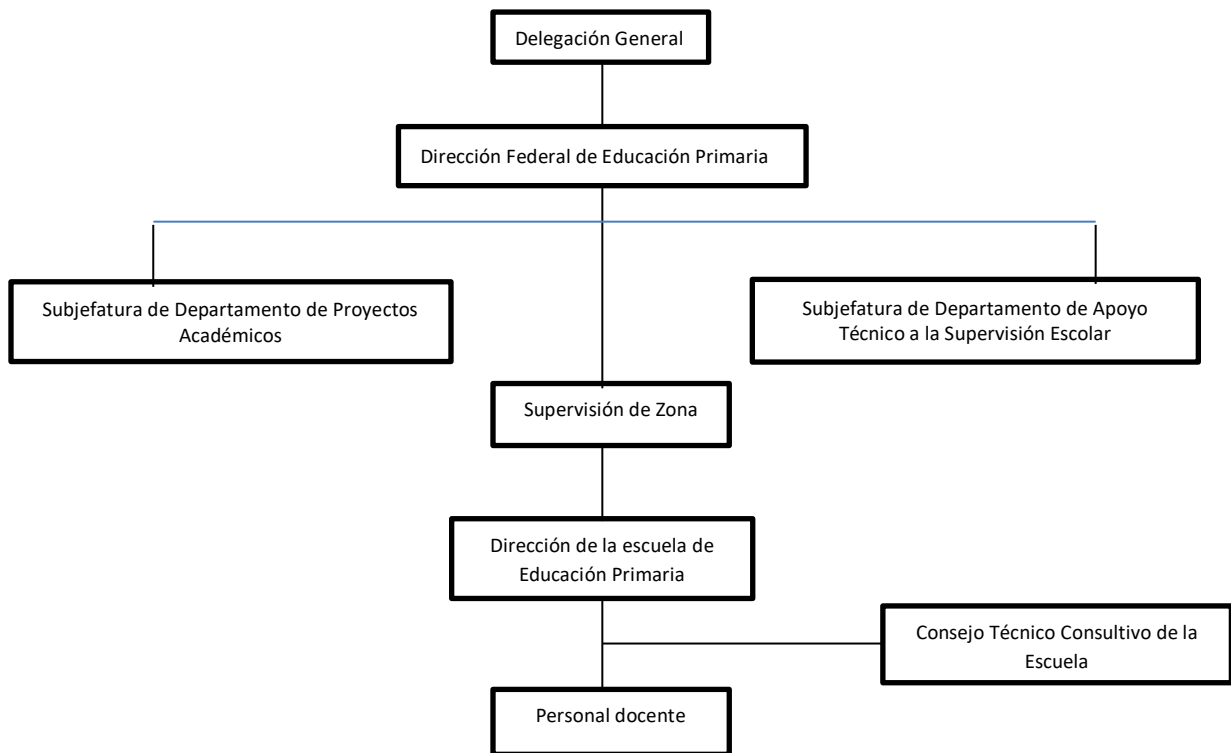 Delegación General
Dirección Federal de Educación Primaria
Subjefatura de Departamento de Proyectos
Académicos
Subjefatura de Departamento de Apoyo
Técnico a la Supervisión Escolar
Supervisión de Zona
Dirección de la escuela de
Educación Primaria
Consejo Técnico Consultivo de la
Escuela
Personal docente